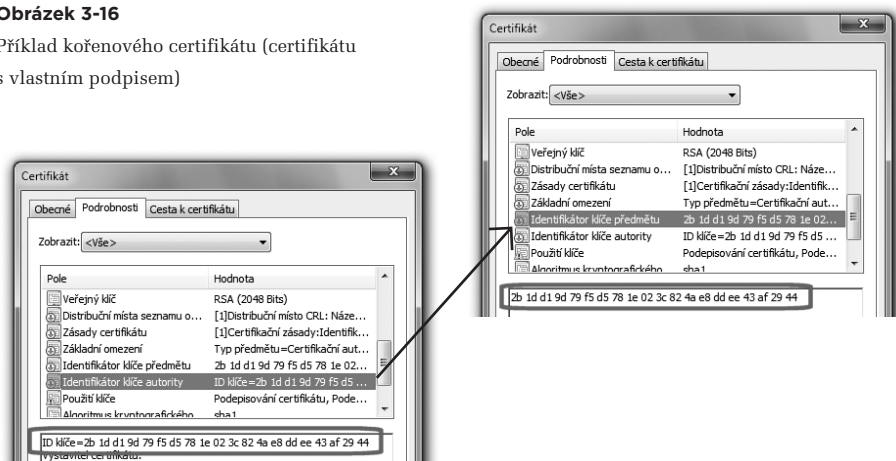 Obrázek 3-16
Příklad kořenového certifikátu (certifikátu
s vlastním podpisem)
Certifikát
Obecné Podrobnosti Cesta k certifikátu
Zobrazit: <Vše>
Pole Hodnota
Veřejný klíč RSA (2048 Bits)
Distribuční místa seznamu o... [1]Distribuční místo CRL: Náze...
Zásady certifikátu [1]Certifikační zásady:Identifik...
Základní omezení Typ předmětu=Certifikační aut...
Identifikátor klíče předmětu 2b 1d d1 9d 79 f5 d5 78 1e 02...
Identifikátor klíče autority ID klíče=2b 1d d1 9d 79 f5 d5 ...
Použití klíče Podepisování certifikátu, Pode...
Algoritmus kryptografického sha1
2b 1d d1 9d 79 f5 d5 78 1e 02 3c 82 4a e8 dd ee 43 af 29 44
Certifikát
Obecné Podrobnosti Cesta k certifikátu
Zobrazit: <Vše>
Pole Hodnota
Veřejný klíč RSA (2048 Bits)
Distribuční místa seznamu o... [1]Distribuční místo CRL: Náze...
Zásady certifikátu [1]Certifikační zásady:Identifik...
Základní omezení Typ předmětu=Certifikační aut...
Identifikátor klíče předmětu 2b 1d d1 9d 79 f5 d5 78 1e 02...
Identifikátor klíče autority ID klíče=2b 1d d1 9d 79 f5 d5 ...
Použití klíče Podepisování certifikátu, Pode...
Algoritmus kryptografického sha1
ID klíče=2b 1d d1 9d 79 f5 d5 78 1e 02 3c 82 4a e8 dd ee 43 af 29 44
Vystavitel certifikátu: